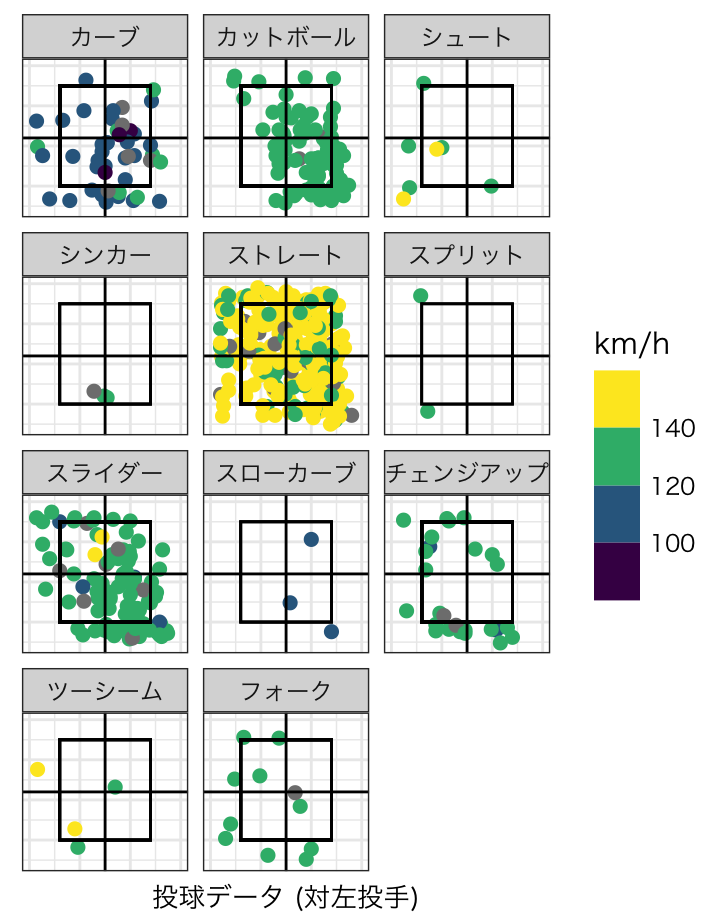 カーブ
カットボール
シュート
シンカー
ストレート
スプリット
km/h
140
120
100
スライダー
スローカーブ
チェンジアップ
ツーシーム
フォーク
投球データ (対左投手)